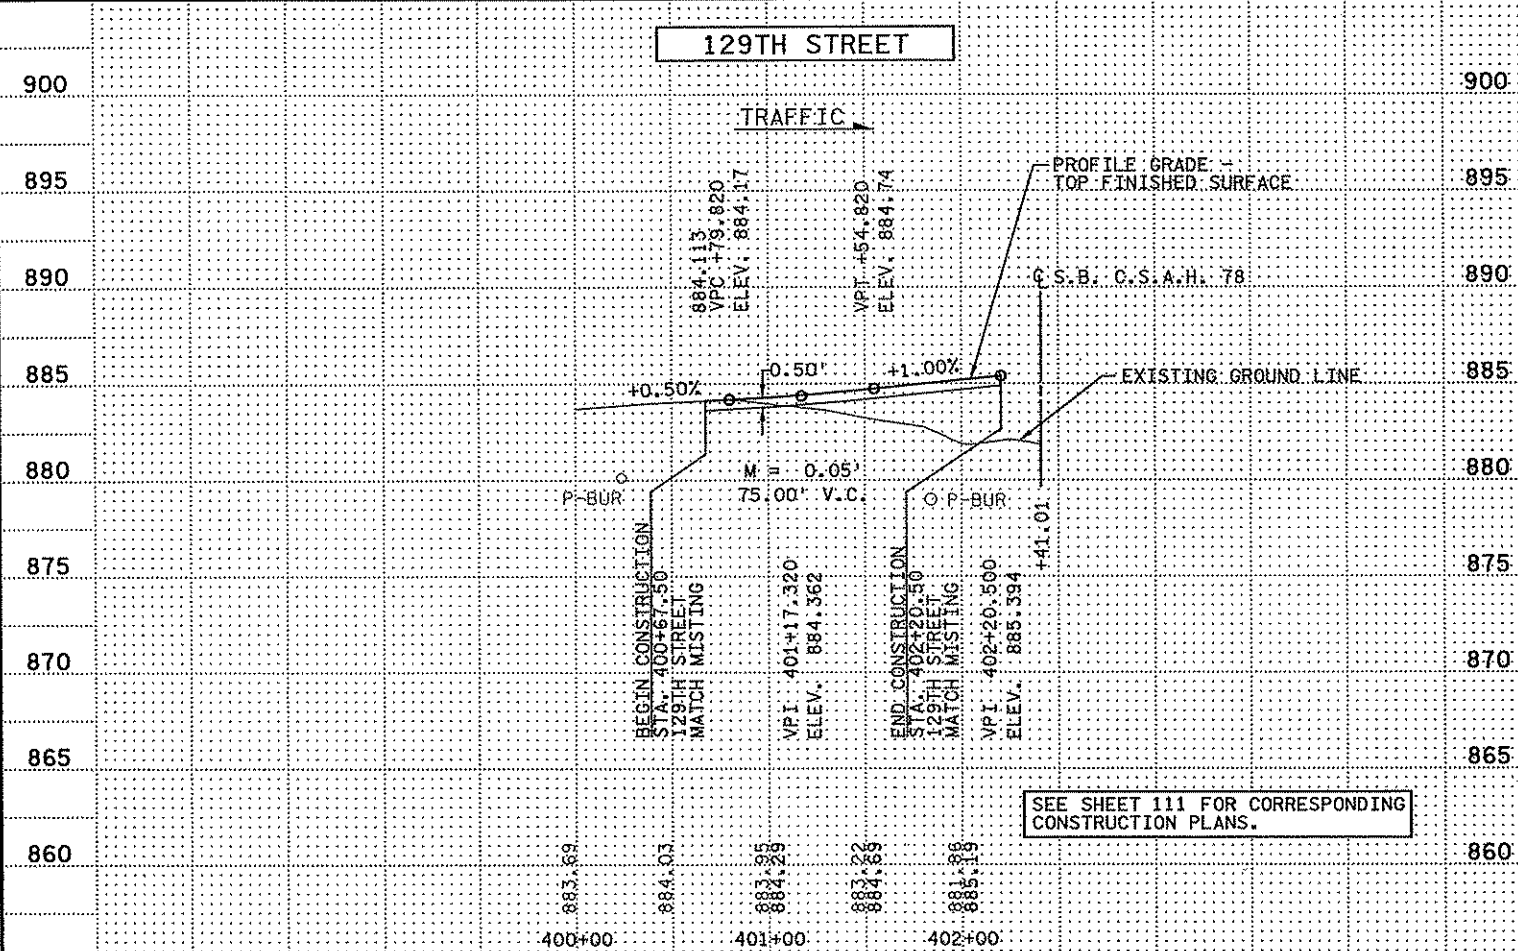 129TH STREET
TRAFFIC
900
900
895
895
890
890
885
885
880
880
875
875
870
870
865
865
860
860
884.113
VPC +79.820
ELEV. 884.17
VPT +54.820
ELEV. 884.74
PROFILE GRADE -
TOP FINISHED SURFACE
℄ S.B. C.S.A.H. 78
+0.50%
0.50'
+1.00%
EXISTING GROUND LINE
P-BUR
M = 0.05'
75.00' V.C.
P-BUR
+41.01
BEGIN CONSTRUCTION
STA. 400+67.50
129TH STREET
MATCH MISTING
VPI 401+17.320
ELEV. 884.362
END CONSTRUCTION
STA. 402+20.50
129TH STREET
MATCH MISTING
VPI 402+20.500
ELEV. 885.394
SEE SHEET 111 FOR CORRESPONDING
CONSTRUCTION PLANS.
883.69
884.03
883.95
884.29
883.22
884.69
881.86
885.19
400+00
401+00
402+00